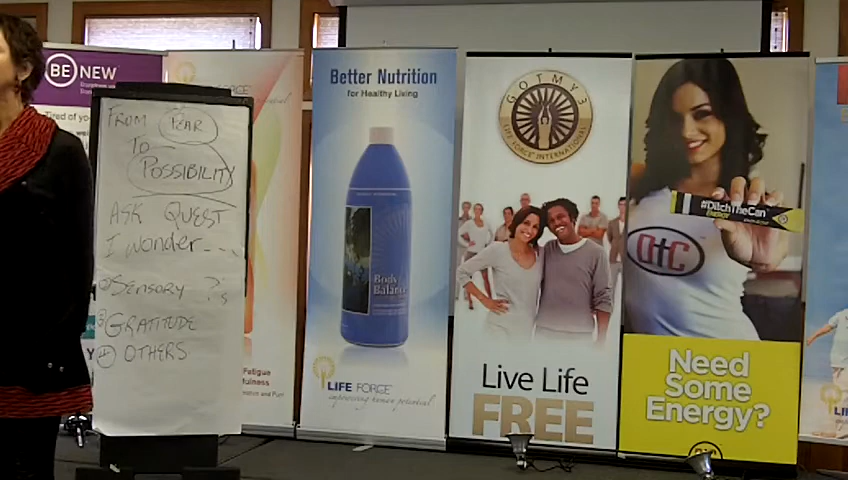 BE NEW
Tired of yo
FROM FEAR
TO
POSSIBILITY
ASK QUEST
I wonder---
SENSORY ?s
GRATITUDE
OTHERS
Fatigue
Better Nutrition
for Healthy Living
Body
Balance
LIFE FORCE
empowering human potential
GOTMY3
LIFE FORCE INTERNATIONAL
Live Life
FREE
#DitchTheCan
ENERGY
DTC
Need
Some
Energy?